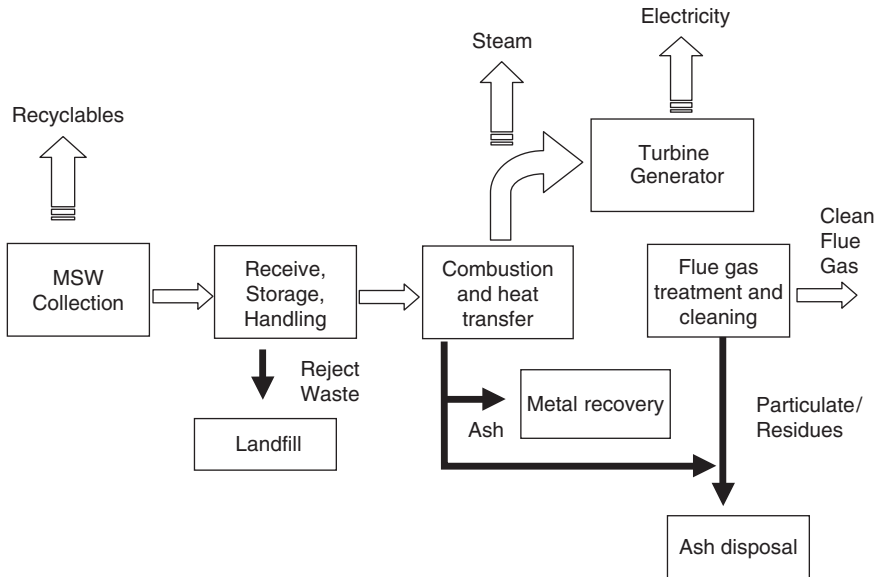 Electricity
Steam
Recyclables
Turbine
Generator
Clean
Flue
Gas
MSW
Collection
Receive,
Storage,
Handling
Combustion
and heat
transfer
Flue gas
treatment and
cleaning
Reject
Waste
Landfill
Ash
Metal recovery
Particulate/
Residues
Ash disposal